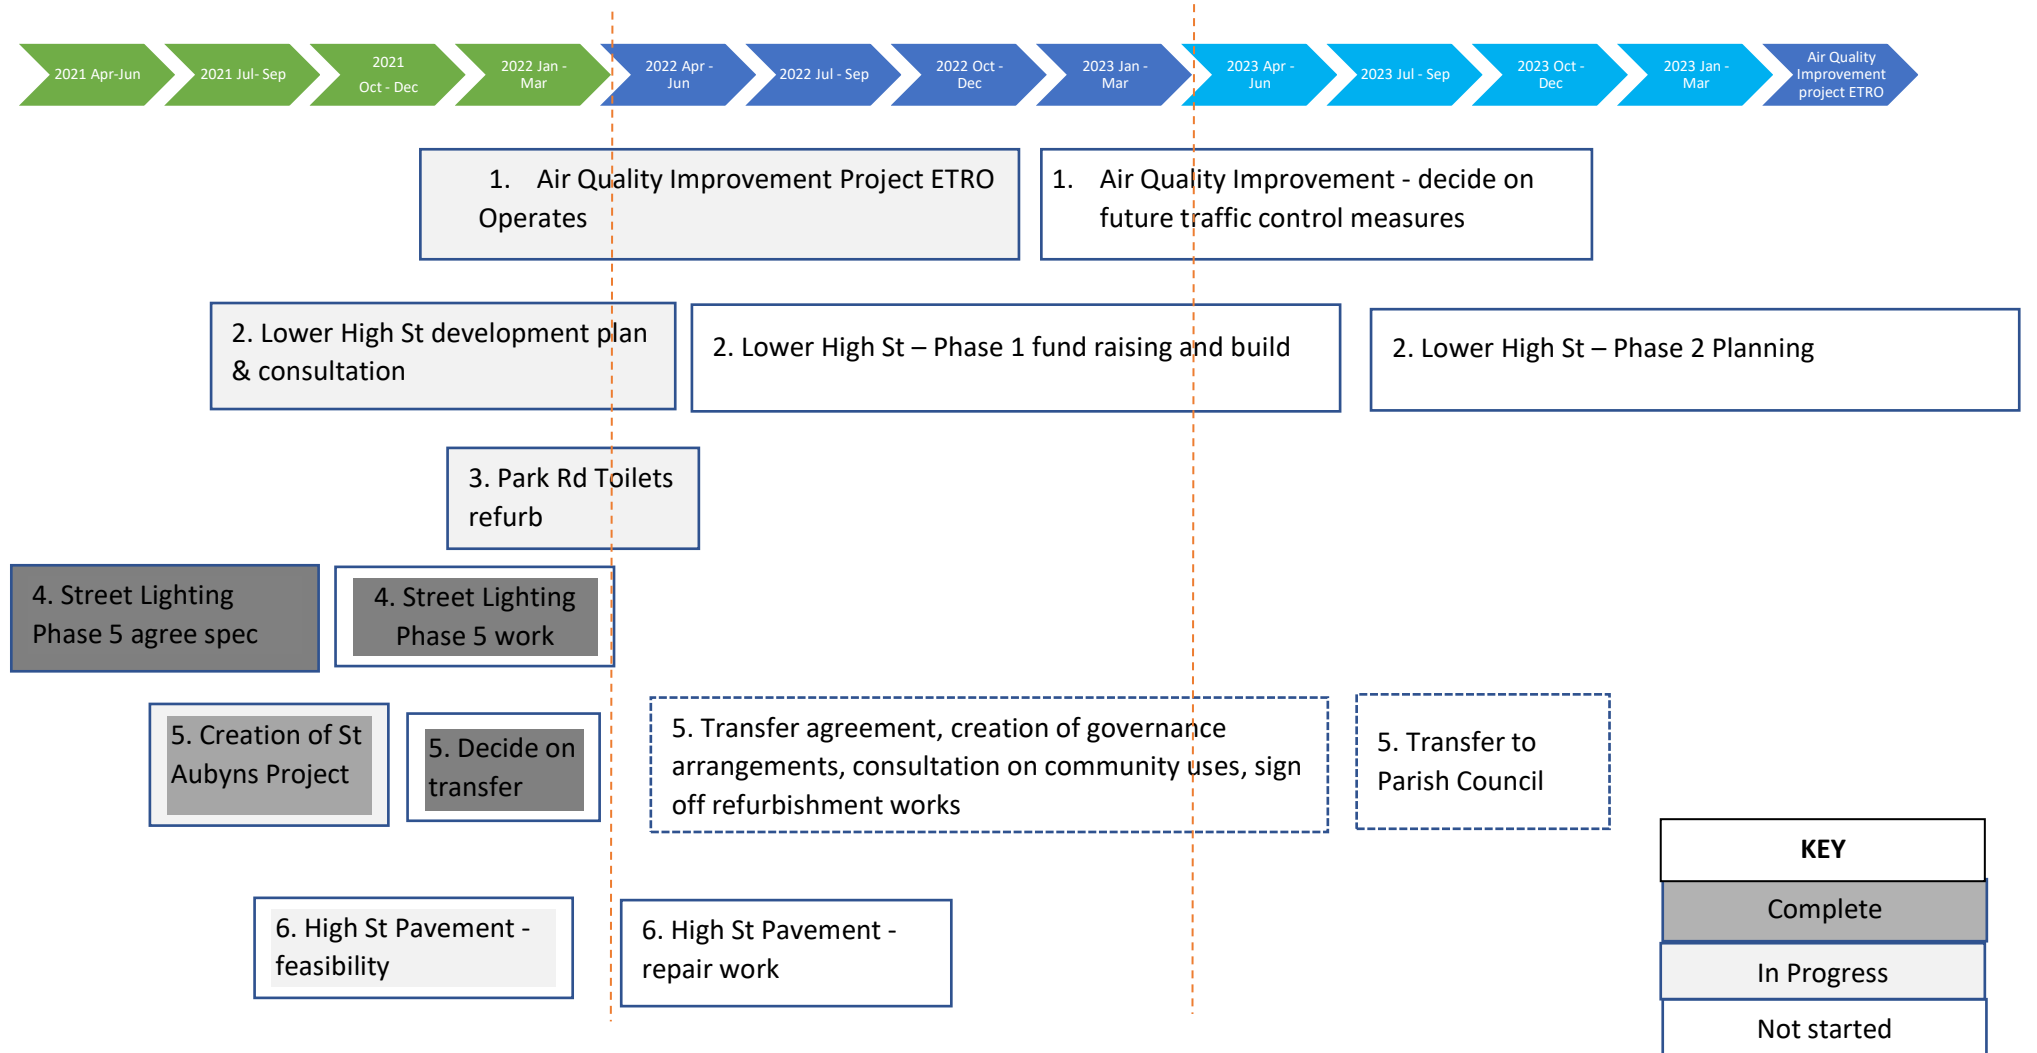 2021 Apr-Jun
2021 Jul- Sep
2021
Oct - Dec
2022 Jan -
Mar
2022 Apr -
Jun
2022 Jul - Sep
2022 Oct -
Dec
2023 Jan -
Mar
2023 Apr -
Jun
2023 Jul - Sep
2023 Oct -
Dec
2023 Jan -
Mar
Air Quality
Improvement
project ETRO
1. Air Quality Improvement Project ETRO
Operates
1. Air Quality Improvement - decide on
future traffic control measures
2. Lower High St development plan
& consultation
2. Lower High St – Phase 1 fund raising and build
2. Lower High St – Phase 2 Planning
3. Park Rd Toilets
refurb
4. Street Lighting
Phase 5 agree spec
4. Street Lighting
Phase 5 work
5. Creation of St
Aubyns Project
5. Decide on
transfer
5. Transfer agreement, creation of governance
arrangements, consultation on community uses, sign
off refurbishment works
5. Transfer to
Parish Council
6. High St Pavement -
feasibility
6. High St Pavement -
repair work
KEY
Complete
In Progress
Not started